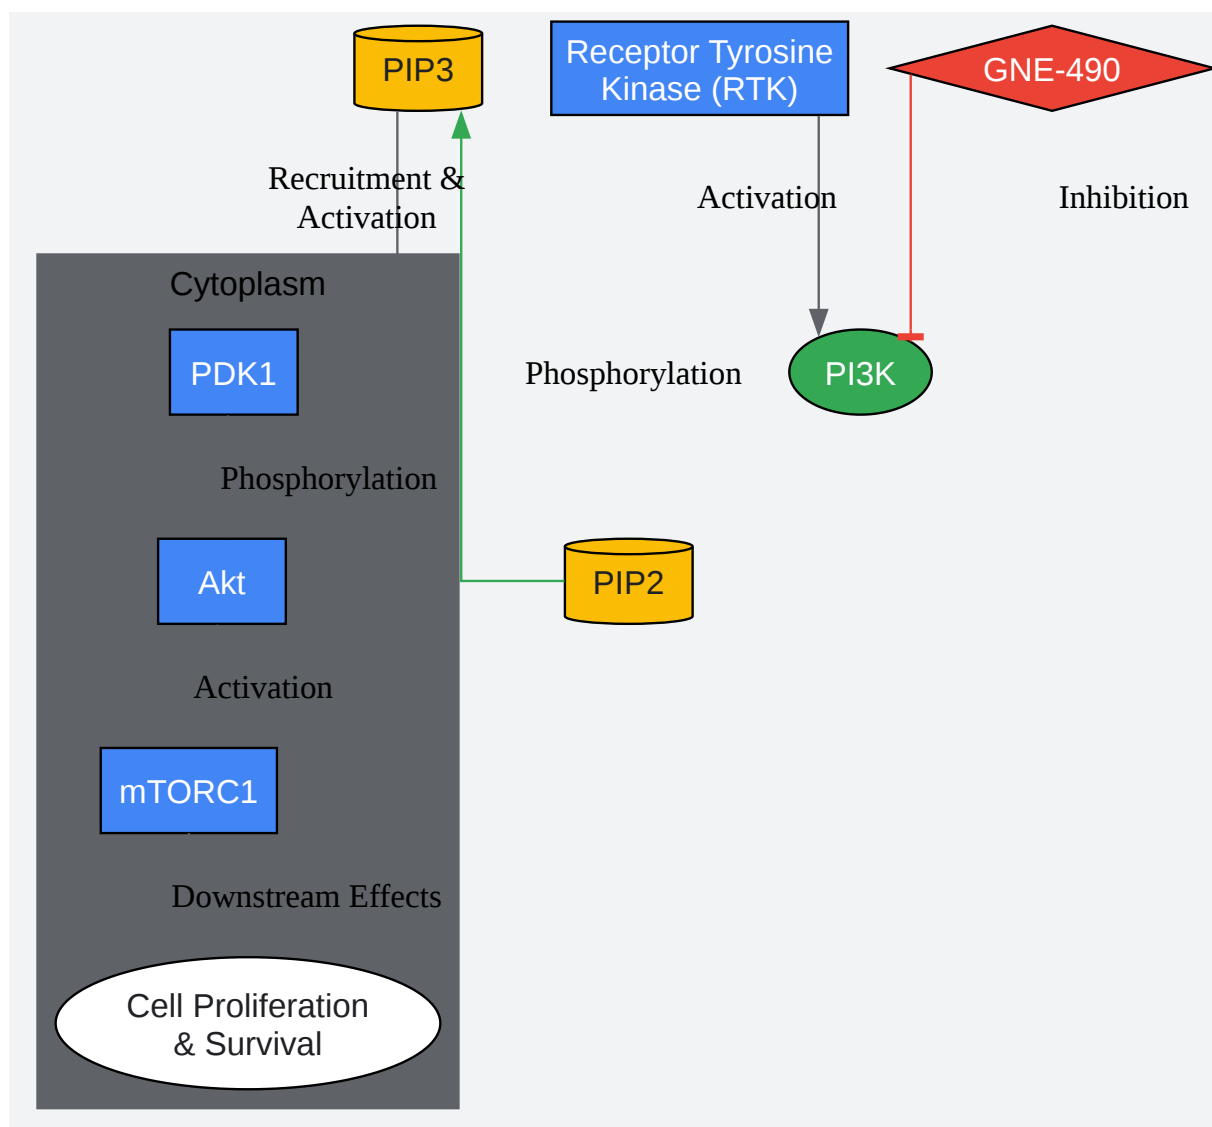 PIP3
Receptor Tyrosine
Kinase (RTK)
GNE-490
Recruitment &
Activation
Activation
Inhibition
Cytoplasm
PDK1
Phosphorylation
PI3K
Phosphorylation
Akt
PIP2
Activation
mTORC1
Downstream Effects
Cell Proliferation
& Survival